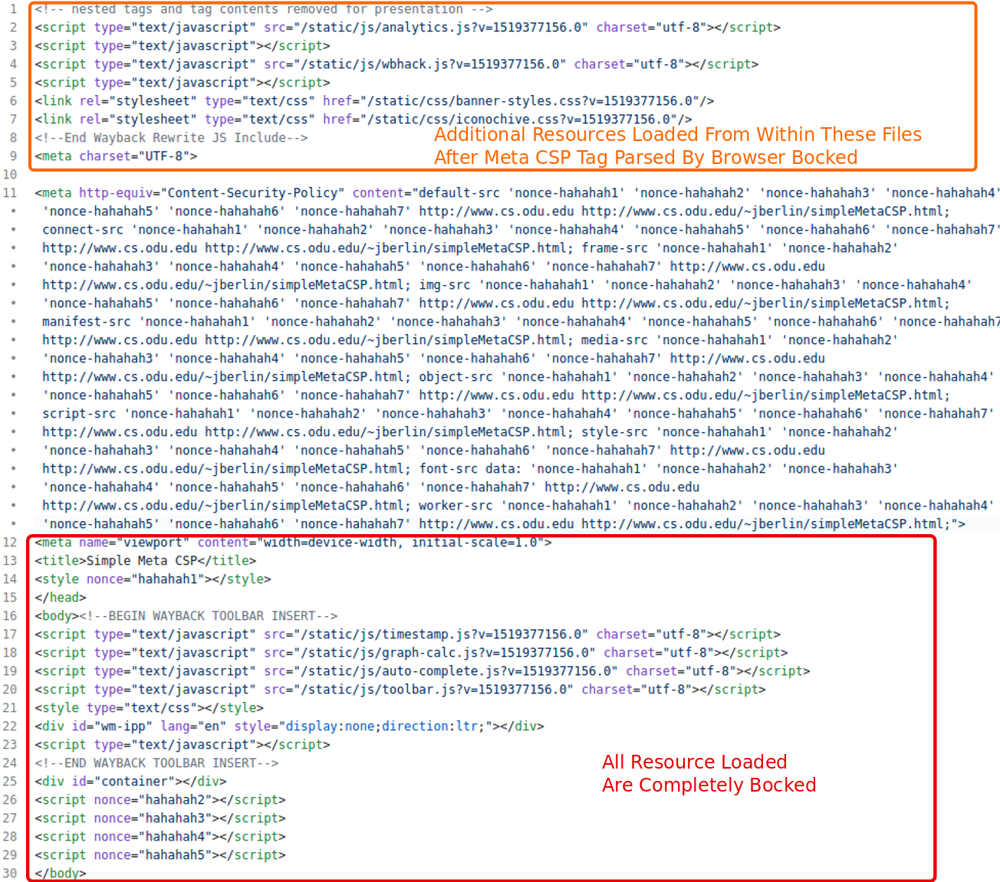 1 <!-- nested tags and tag contents removed for presentation -->
2 <script type="text/javascript" src="/static/js/analytics.js?v=1519377156.0" charset="utf-8"></script>
3 <script type="text/javascript"></script>
4 <script type="text/javascript" src="/static/js/wbhack.js?v=1519377156.0" charset="utf-8"></script>
5 <script type="text/javascript"></script>
6 <link rel="stylesheet" type="text/css" href="/static/css/banner-styles.css?v=1519377156.0"/>
7 <link rel="stylesheet" type="text/css" href="/static/css/iconochive.css?v=1519377156.0"/>
8 <!--End Wayback Rewrite JS Include-->
Additional Resources Loaded From Within These Files
9 <meta charset="UTF-8">
After Meta CSP Tag Parsed By Browser Bocked
10
11 <meta http-equiv="Content-Security-Policy" content="default-src 'nonce-hahahah1' 'nonce-hahahah2' 'nonce-hahahah3' 'nonce-hahahah4'
• 'nonce-hahahah5' 'nonce-hahahah6' 'nonce-hahahah7' http://www.cs.odu.edu http://www.cs.odu.edu/~jberlin/simpleMetaCSP.html;
• connect-src 'nonce-hahahah1' 'nonce-hahahah2' 'nonce-hahahah3' 'nonce-hahahah4' 'nonce-hahahah5' 'nonce-hahahah6' 'nonce-hahahah7'
• http://www.cs.odu.edu http://www.cs.odu.edu/~jberlin/simpleMetaCSP.html; frame-src 'nonce-hahahah1' 'nonce-hahahah2'
• 'nonce-hahahah3' 'nonce-hahahah4' 'nonce-hahahah5' 'nonce-hahahah6' 'nonce-hahahah7' http://www.cs.odu.edu
• http://www.cs.odu.edu/~jberlin/simpleMetaCSP.html; img-src 'nonce-hahahah1' 'nonce-hahahah2' 'nonce-hahahah3' 'nonce-hahahah4'
• 'nonce-hahahah5' 'nonce-hahahah6' 'nonce-hahahah7' http://www.cs.odu.edu http://www.cs.odu.edu/~jberlin/simpleMetaCSP.html;
• manifest-src 'nonce-hahahah1' 'nonce-hahahah2' 'nonce-hahahah3' 'nonce-hahahah4' 'nonce-hahahah5' 'nonce-hahahah6' 'nonce-hahahah7
• http://www.cs.odu.edu http://www.cs.odu.edu/~jberlin/simpleMetaCSP.html; media-src 'nonce-hahahah1' 'nonce-hahahah2'
• 'nonce-hahahah3' 'nonce-hahahah4' 'nonce-hahahah5' 'nonce-hahahah6' 'nonce-hahahah7' http://www.cs.odu.edu
• http://www.cs.odu.edu/~jberlin/simpleMetaCSP.html; object-src 'nonce-hahahah1' 'nonce-hahahah2' 'nonce-hahahah3' 'nonce-hahahah4'
• 'nonce-hahahah5' 'nonce-hahahah6' 'nonce-hahahah7' http://www.cs.odu.edu http://www.cs.odu.edu/~jberlin/simpleMetaCSP.html;
• script-src 'nonce-hahahah1' 'nonce-hahahah2' 'nonce-hahahah3' 'nonce-hahahah4' 'nonce-hahahah5' 'nonce-hahahah6' 'nonce-hahahah7'
• http://www.cs.odu.edu http://www.cs.odu.edu/~jberlin/simpleMetaCSP.html; style-src 'nonce-hahahah1' 'nonce-hahahah2'
• 'nonce-hahahah3' 'nonce-hahahah4' 'nonce-hahahah5' 'nonce-hahahah6' 'nonce-hahahah7' http://www.cs.odu.edu
• http://www.cs.odu.edu/~jberlin/simpleMetaCSP.html; font-src data: 'nonce-hahahah1' 'nonce-hahahah2' 'nonce-hahahah3'
• 'nonce-hahahah4' 'nonce-hahahah5' 'nonce-hahahah6' 'nonce-hahahah7' http://www.cs.odu.edu
• http://www.cs.odu.edu/~jberlin/simpleMetaCSP.html; worker-src 'nonce-hahahah1' 'nonce-hahahah2' 'nonce-hahahah3' 'nonce-hahahah4'
• 'nonce-hahahah5' 'nonce-hahahah6' 'nonce-hahahah7' http://www.cs.odu.edu http://www.cs.odu.edu/~jberlin/simpleMetaCSP.html;">
12 <meta name="viewport" content="width=device-width, initial-scale=1.0">
13 <title>Simple Meta CSP</title>
14 <style nonce="hahahah1"></style>
15 </head>
16 <body><!--BEGIN WAYBACK TOOLBAR INSERT-->
17 <script type="text/javascript" src="/static/js/timestamp.js?v=1519377156.0" charset="utf-8"></script>
18 <script type="text/javascript" src="/static/js/graph-calc.js?v=1519377156.0" charset="utf-8"></script>
19 <script type="text/javascript" src="/static/js/auto-complete.js?v=1519377156.0" charset="utf-8"></script>
20 <script type="text/javascript" src="/static/js/toolbar.js?v=1519377156.0" charset="utf-8"></script>
21 <style type="text/css"></style>
22 <div id="wm-ipp" lang="en" style="display:none;direction:ltr;"></div>
23 <script type="text/javascript"></script>
24 <!--END WAYBACK TOOLBAR INSERT-->
All Resource Loaded
25 <div id="container"></div>
Are Completely Bocked
26 <script nonce="hahahah2"></script>
27 <script nonce="hahahah3"></script>
28 <script nonce="hahahah4"></script>
29 <script nonce="hahahah5"></script>
30 </body>